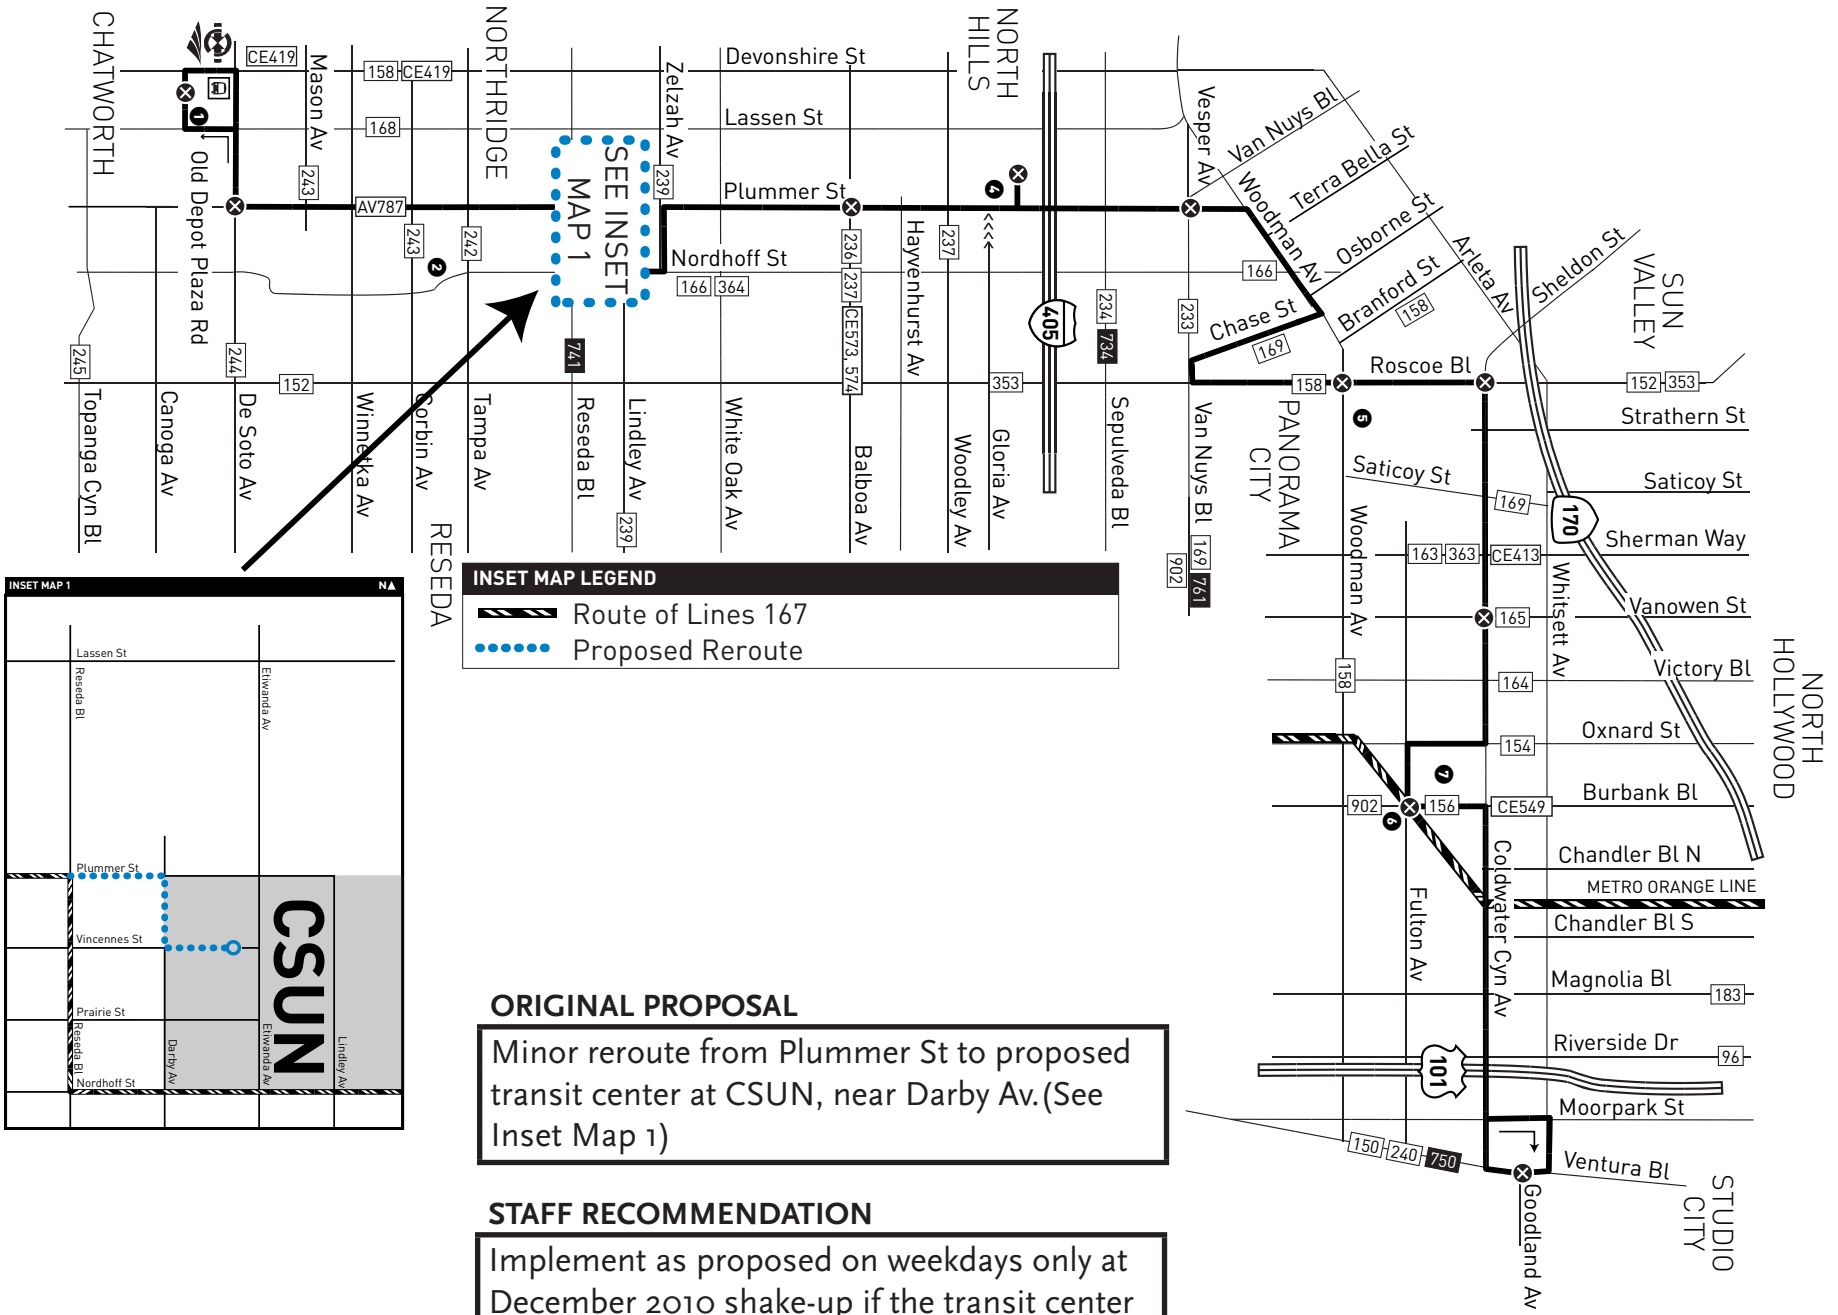 CHATWORTH
CE419
Mason Av
158
CE419
NORTHRIDGE
Devonshire St
Zelzah Av
NORTH
HILLS
168
Lassen St
Vesper Av
Van Nuys Bl
Terra Bella St
Osborne St
Branford St
158
Woodman Av
Arleta Av
Sheldon St
SUN
VALLEY
1
Old Depot Plaza Rd
243
AV787
243
2
242
SEE INSET
MAP 1
239
Plummer St
4
Nordhoff St
166
364
236
237
CE573, 574
Hayvenhurst Av
237
405
234
734
233
166
Chase St
169
Roscoe Bl
158
152
353
245
244
152
741
353
5
Topanga Cyn Bl
Canoga Av
De Soto Av
Winnetka Av
Corbin Av
Tampa Av
Reseda Bl
Lindley Av
239
White Oak Av
Balboa Av
Woodley Av
Gloria Av
Sepulveda Bl
Van Nuys Bl
169
761
902
PANORAMA
CITY
RESEDA
Strathern St
Saticoy St
169
Saticoy St
170
Woodman Av
163
363
CE413
Sherman Way
Whitsett Av
165
Vanowen St
158
164
Victory Bl
NORTH
HOLLYWOOD
154
Oxnard St
7
902
156
CE549
Burbank Bl
6
Coldwater Cyn Av
Fulton Av
Chandler Bl N
METRO ORANGE LINE
Chandler Bl S
Magnolia Bl
183
Riverside Dr
96
101
Moorpark St
150
240
750
Ventura Bl
Goodland Av
STUDIO
CITY
INSET MAP LEGEND
Route of Lines 167
Proposed Reroute
INSET MAP 1
N
Lassen St
Reseda Bl
Etiwanda Av
Plummer St
Vincennes St
CSUN
Prairie St
Reseda Bl
Darby Av
Etiwanda Av
Lindley Av
Nordhoff St
ORIGINAL PROPOSAL
Minor reroute from Plummer St to proposed
transit center at CSUN, near Darby Av.(See
Inset Map 1)
STAFF RECOMMENDATION
Implement as proposed on weekdays only at
December 2010 shake-up if the transit center